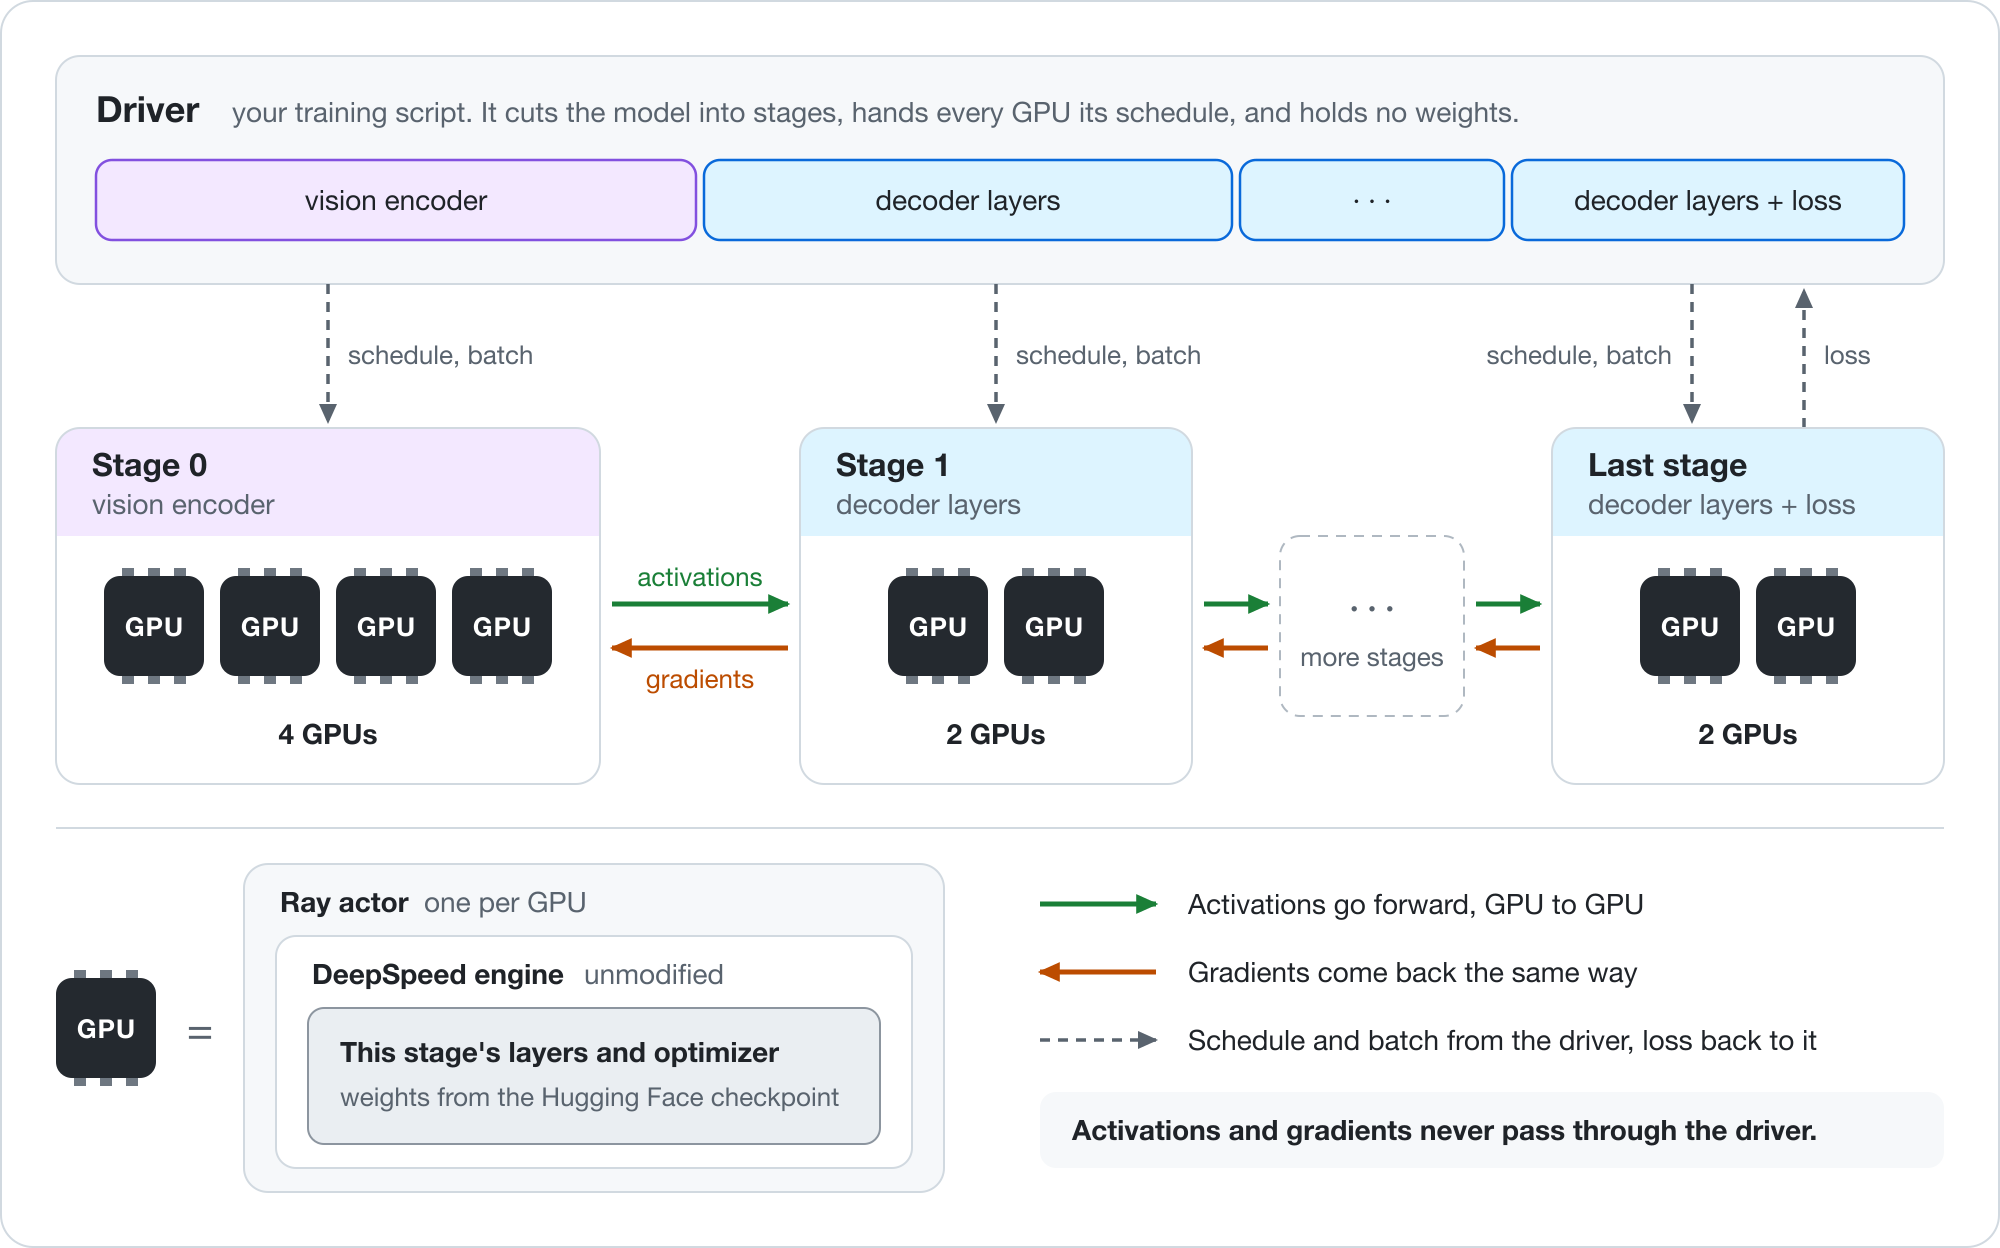 Driver your training script. It cuts the model into stages, hands every GPU its schedule, and holds no weights.
vision encoder
decoder layers
· · ·
decoder layers + loss
schedule, batch
schedule, batch
schedule, batch
loss
Stage 0
vision encoder
GPU GPU GPU GPU
4 GPUs
activations
gradients
Stage 1
decoder layers
GPU GPU
2 GPUs
· · ·
more stages
Last stage
decoder layers + loss
GPU GPU
2 GPUs
GPU
=
Ray actor one per GPU
DeepSpeed engine unmodified
This stage's layers and optimizer
weights from the Hugging Face checkpoint
Activations go forward, GPU to GPU
Gradients come back the same way
Schedule and batch from the driver, loss back to it
Activations and gradients never pass through the driver.